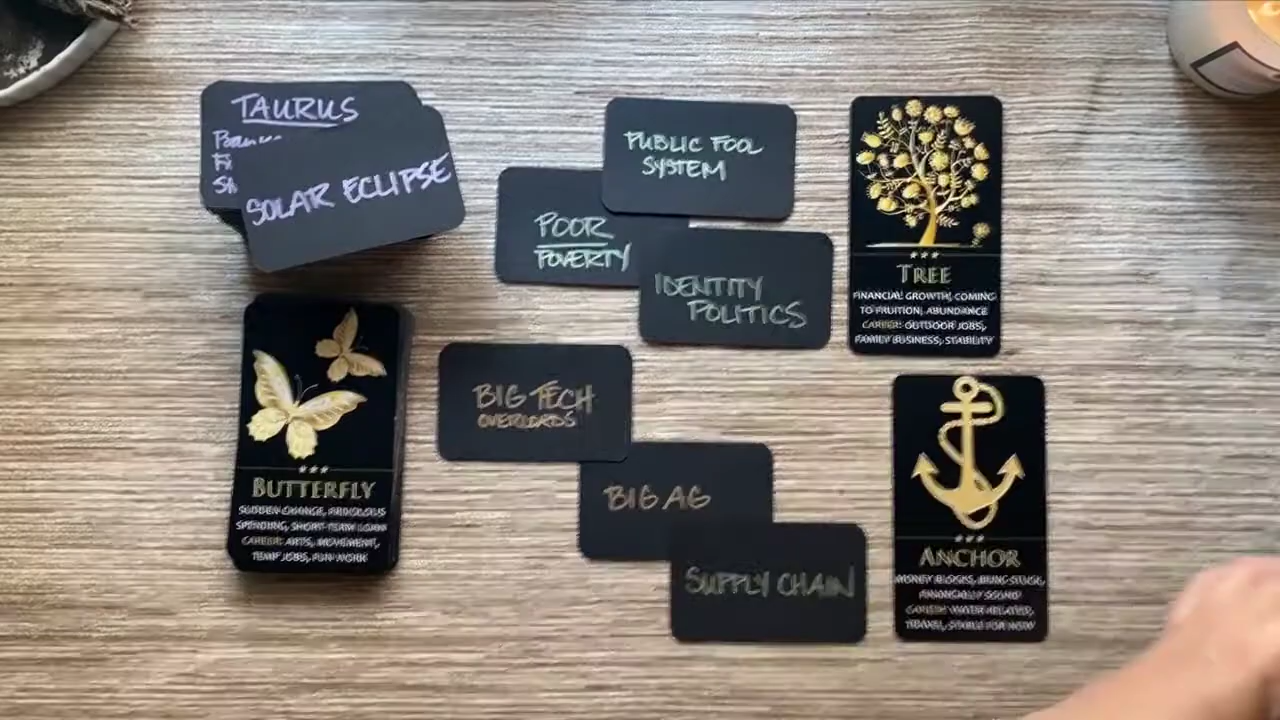 TAURUS
SOLAR ECLIPSE
PUBLIC FOOL
SYSTEM
POOR
POVERTY
IDENTITY
POLITICS
TREE
FINANCIAL: GROWTH, COMING
TO FRUITION, ABUNDANCE
CAREER: OUTDOOR JOBS,
FAMILY BUSINESS, STABILITY
BUTTERFLY
SUDDEN CHANGE, FRIVOLOUS
SPENDING, SHORT-TERM LOAN
CAREER: ARTS, MOVEMENT,
TEMP JOBS, FUN WORK
BIG TECH
OVERLORDS
BIG AG
SUPPLY CHAIN
ANCHOR
MONEY BLOCKS, BEING STUCK,
FINANCIALLY SOUND
CAREER: WATER-RELATED,
TRAVEL, STABLE FOR NOW